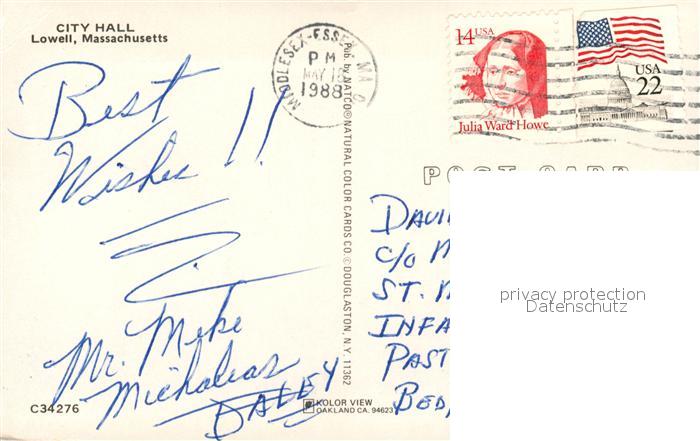 CITY HALL
Lowell, Massachusetts
Best
Wishes !!
Mr. Mike
DALEY
C34276
MIDDLESEX-ESSEX MA
PM
MAY
1988
Pub. by NATCO © NATURAL COLOR CARDS CO © DOUGLASTON, N.Y. 11362
KOLOR VIEW
OAKLAND CA. 94623
14 USA
Julia Ward Howe
USA
22
POST CARD
DAVI
C/O M
ST.
INFA
PAST
BED
privacy protection
Datenschutz